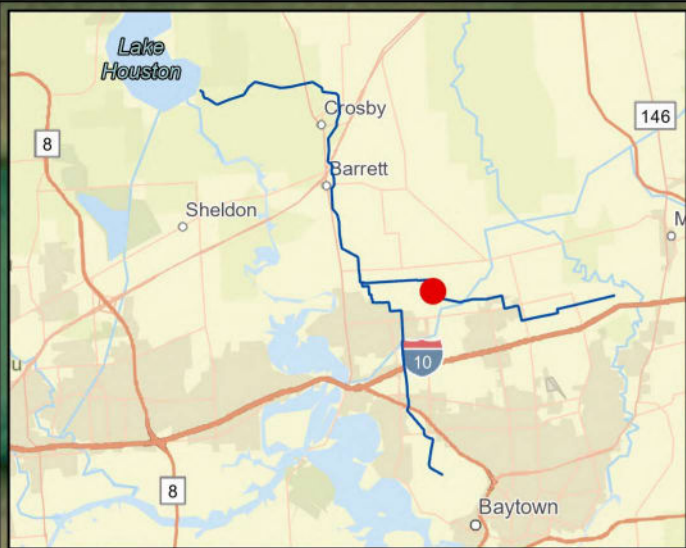 Lake
Houston
Crosby
146
8
Barrett
Sheldon
M
10
u
8
Baytown